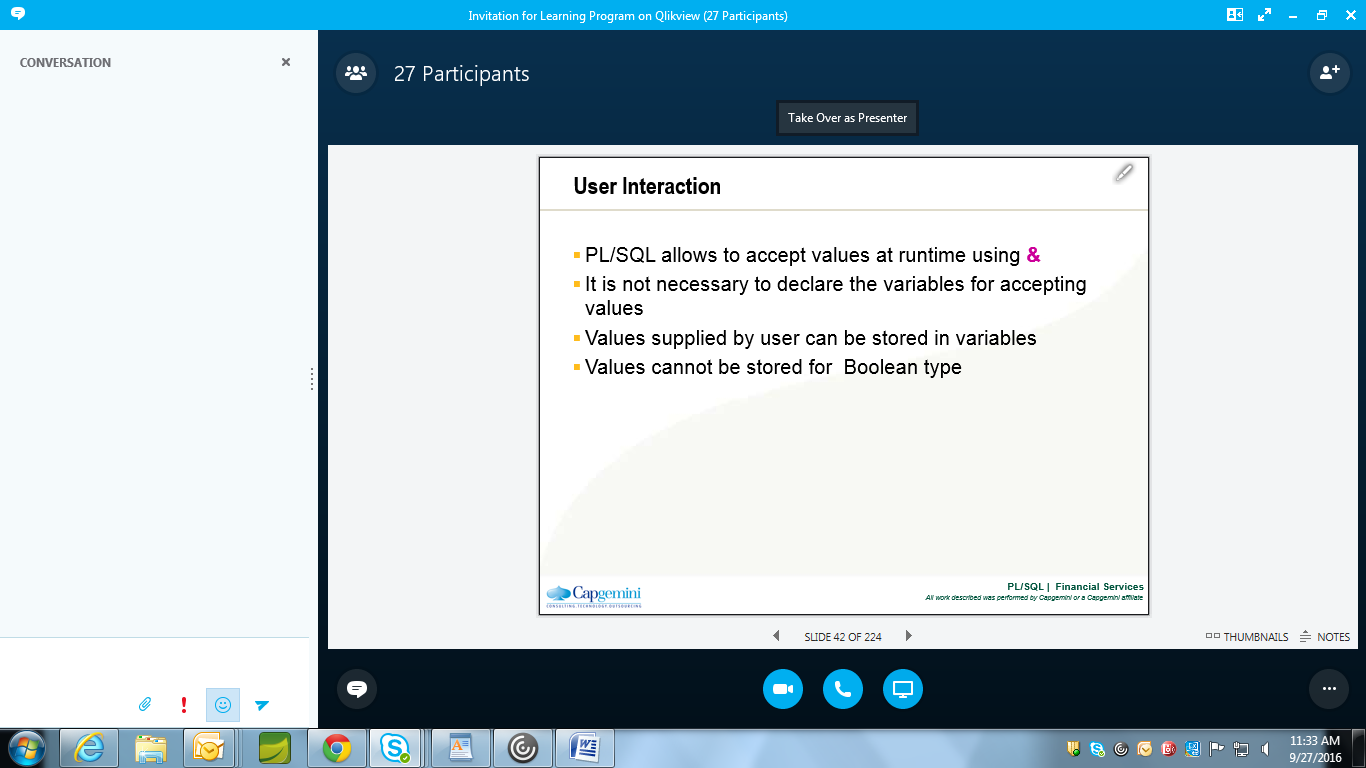 Invitation for Learning Program on Qlikview (27 Participants)
CONVERSATION
27 Participants
Take Over as Presenter
User Interaction
PL/SQL allows to accept values at runtime using &
It is not necessary to declare the variables for accepting
values
Values supplied by user can be stored in variables
Values cannot be stored for  Boolean type
Capgemini
CONSULTING.TECHNOLOGY.OUTSOURCING
PL/SQL |  Financial Services
All work described was performed by Capgemini or a Capgemini affiliate
SLIDE 42 OF 224
THUMBNAILS
NOTES
11:33 AM
9/27/2016